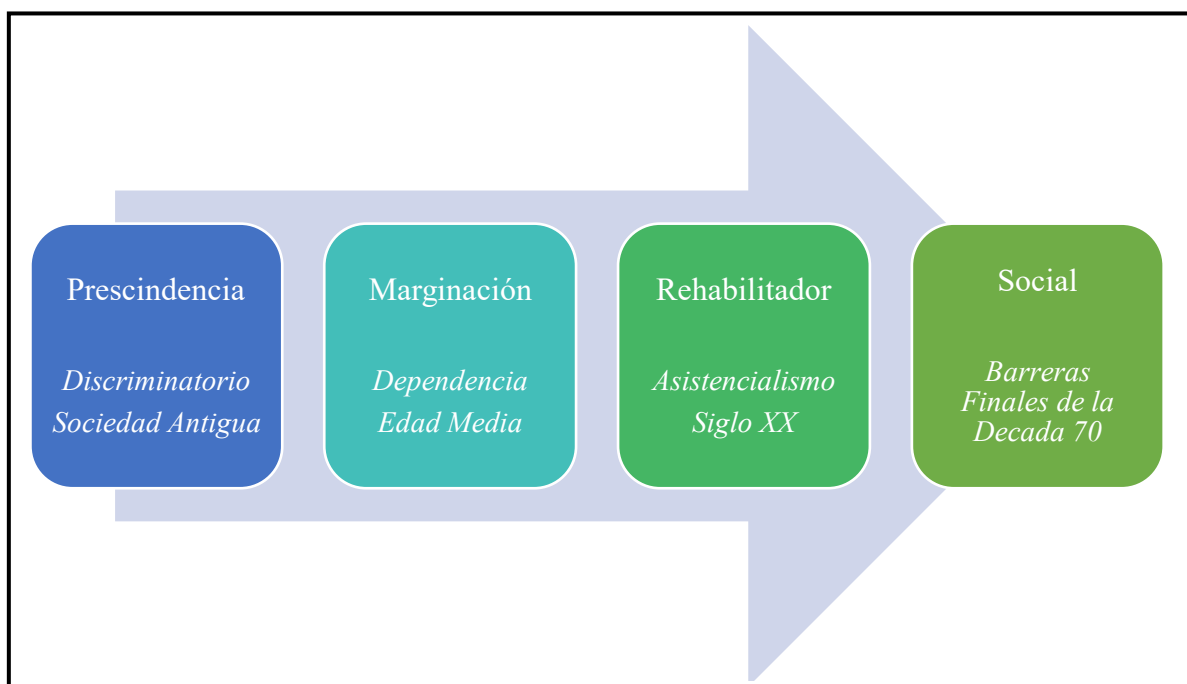 Prescindencia
Discriminatorio
Sociedad Antigua
Marginación
Dependencia
Edad Media
Rehabilitador
Asistencialismo
Siglo XX
Social
Barreras
Finales de la
Decada 70